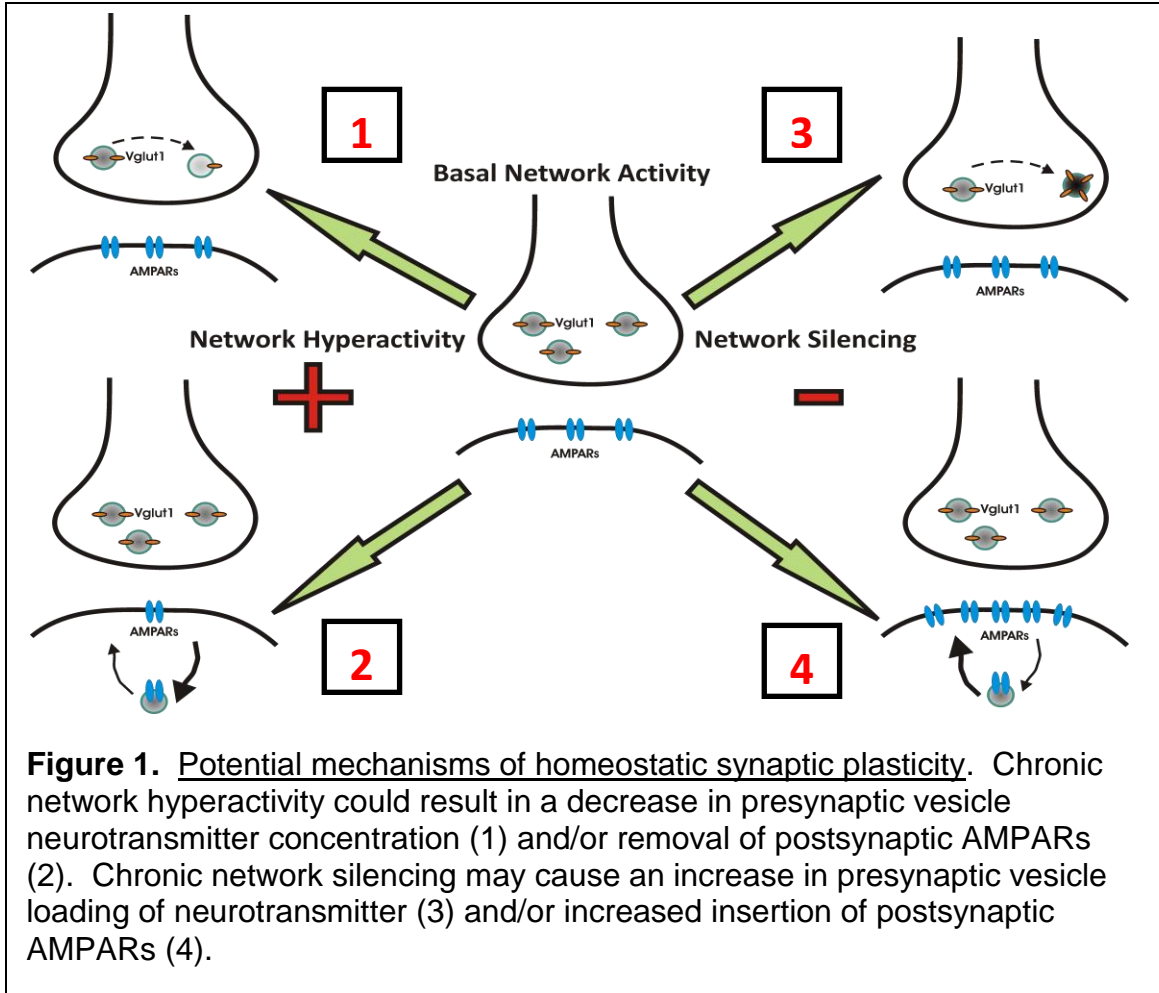 1
3
Vglut1
Vglut1
Basal Network Activity
AMPARs
AMPARs
Vglut1
Network Hyperactivity
Network Silencing
AMPARs
Vglut1
Vglut1
AMPARs
AMPARs
2
4
Figure 1. Potential mechanisms of homeostatic synaptic plasticity. Chronic
network hyperactivity could result in a decrease in presynaptic vesicle
neurotransmitter concentration (1) and/or removal of postsynaptic AMPARs
(2). Chronic network silencing may cause an increase in presynaptic vesicle
loading of neurotransmitter (3) and/or increased insertion of postsynaptic
AMPARs (4).